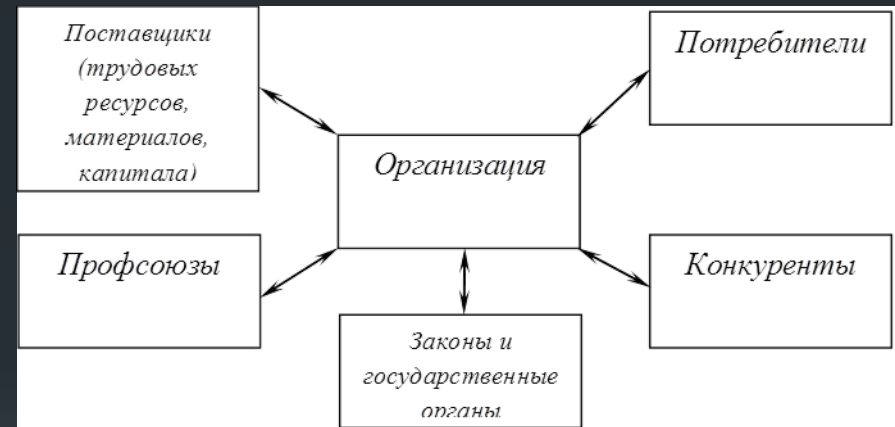 Поставщики
(трудовых
ресурсов,
материалов,
капитала)
Потребители
Организация
Профсоюзы
Конкуренты
Законы и
государственные
органы